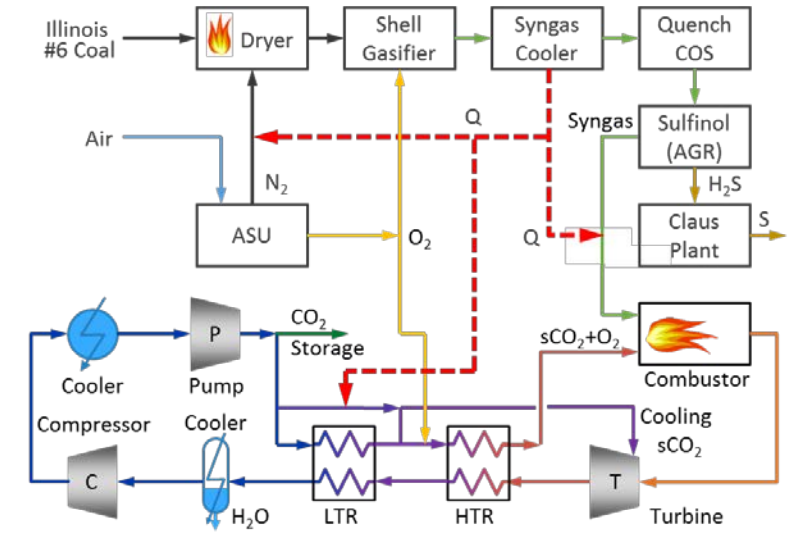 Illinois
#6 Coal
Dryer
Shell
Gasifier
Syngas
Cooler
Quench
COS
Air
Q
Syngas
Sulfinol
(AGR)
N₂
H₂S
ASU
O₂
Q
Claus
Plant
S
CO₂
Storage
P
sCO₂+O₂
Cooler
Pump
Combustor
Compressor
Cooler
Cooling
sCO₂
C
T
H₂O
LTR
HTR
Turbine